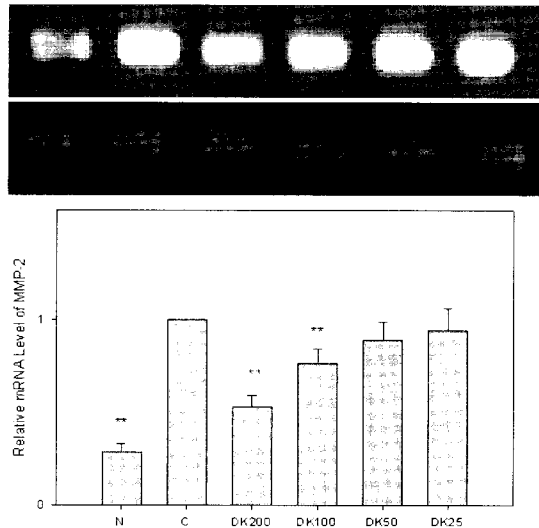 Relative mRNA Level of MMP-2
1
**
**
**
0
N C DK200 DK100 DK50 DK25